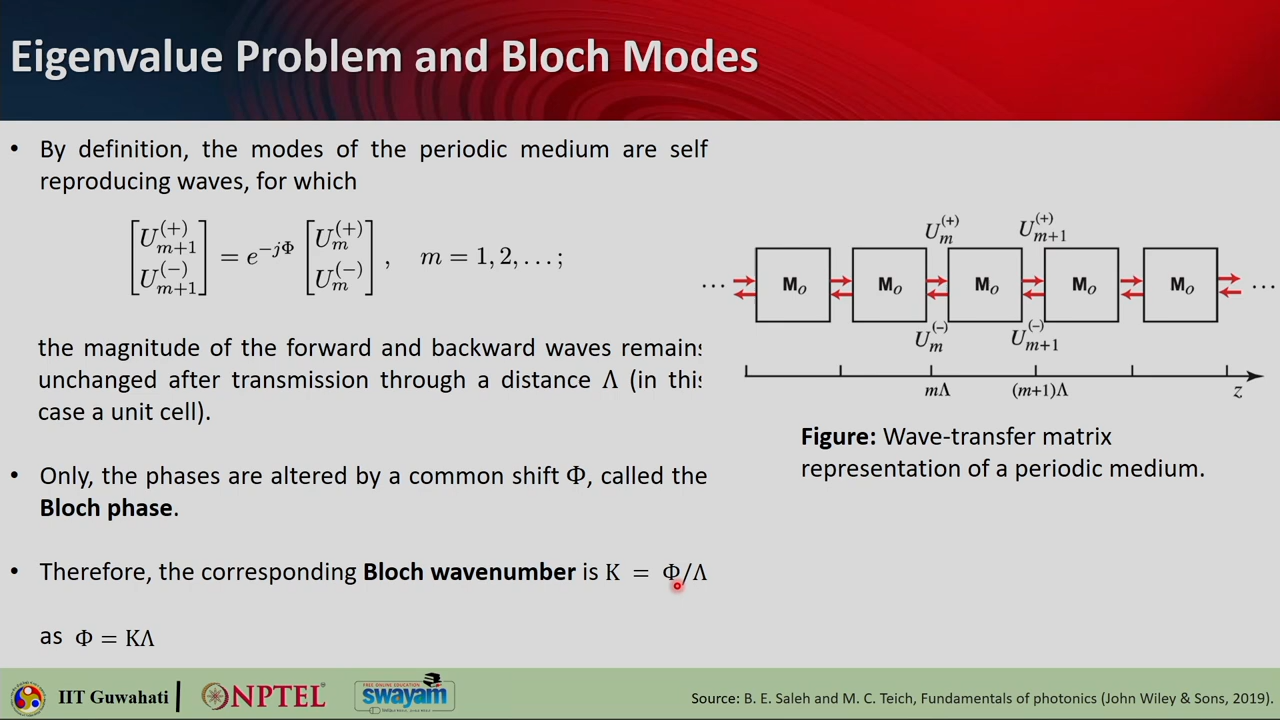 Eigenvalue Problem and Bloch Modes
• By definition, the modes of the periodic medium are self
reproducing waves, for which
[U_{m+1}^{(+)} U_{m+1}^{(-)}] = e^{-jΦ} [U_m^{(+)} U_m^{(-)}], m = 1, 2, . . . ;
the magnitude of the forward and backward waves remains
unchanged after transmission through a distance Λ (in this
case a unit cell).
• Only, the phases are altered by a common shift Φ, called the
Bloch phase.
• Therefore, the corresponding Bloch wavenumber is K = Φ/Λ
as Φ = KΛ
U_m^{(+)} U_{m+1}^{(+)}
... M_o M_o M_o M_o M_o ...
U_m^{(-)} U_{m+1}^{(-)}
mΛ (m+1)Λ z
Figure: Wave-transfer matrix
representation of a periodic medium.
IIT Guwahati
NPTEL
FREE ONLINE EDUCATION
swayam
Source: B. E. Saleh and M. C. Teich, Fundamentals of photonics (John Wiley & Sons, 2019).